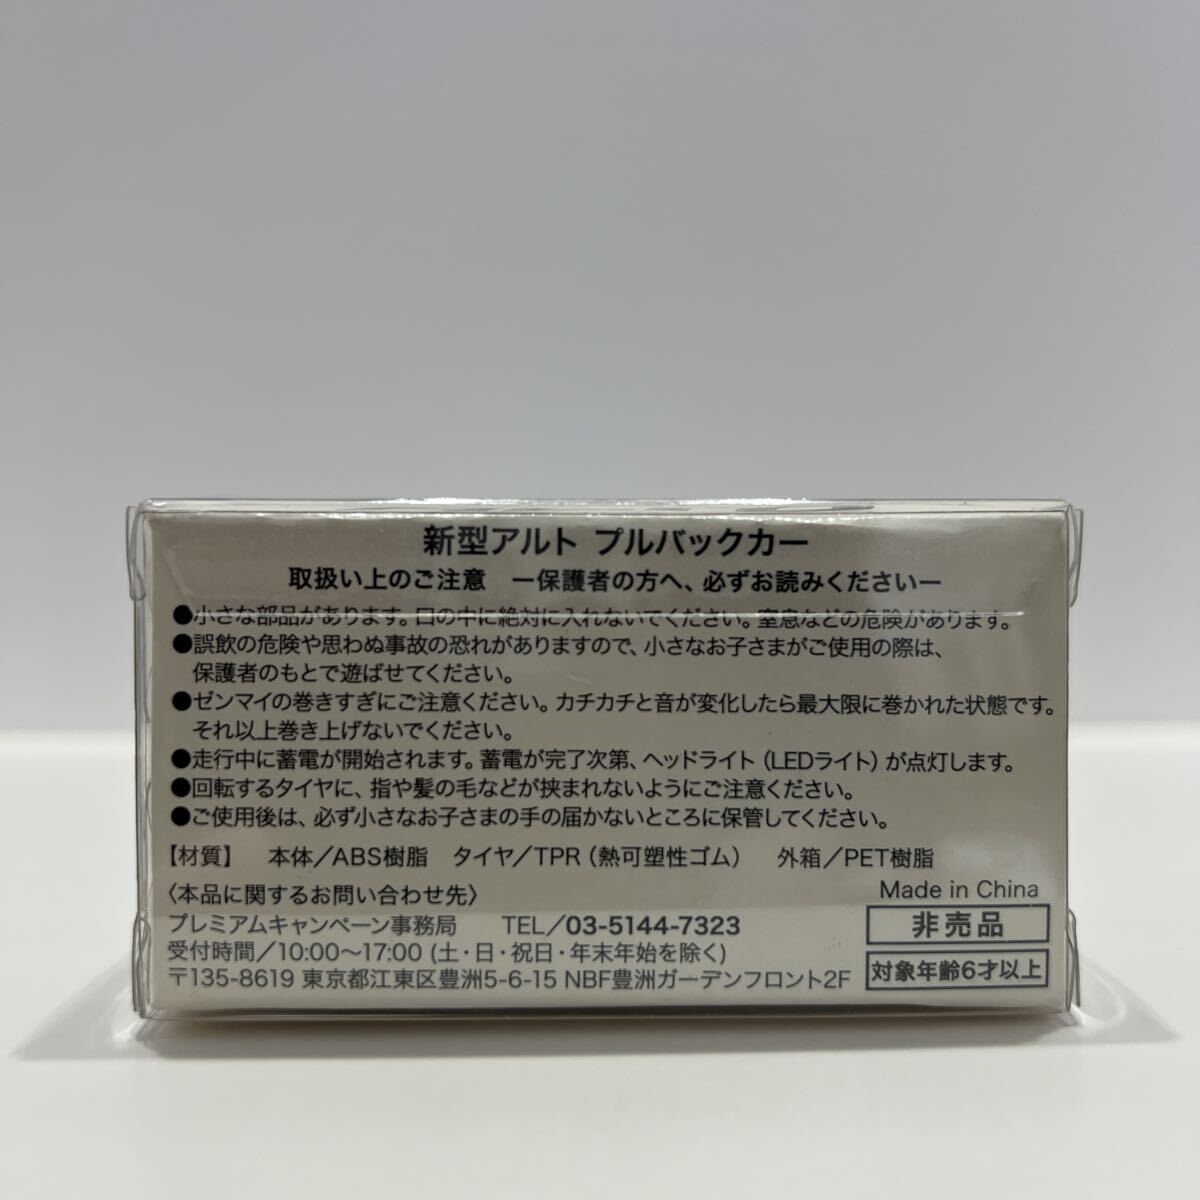 新型アルト プルバックカー
取扱い上のご注意 ー保護者の方へ、必ずお読みくださいー
●小さな部品があります。口の中に絶対に入れないでください。窒息などの危険があります。
●誤飲の危険や思わぬ事故の恐れがありますので、小さなお子さまがご使用の際は、
保護者のもとで遊ばせてください。
●ゼンマイの巻きすぎにご注意ください。カチカチと音が変化したら最大限に巻かれた状態です。
それ以上巻き上げないでください。
●走行中に蓄電が開始されます。蓄電が完了次第、ヘッドライト（LEDライト）が点灯します。
●回転するタイヤに、指や髪の毛などが挟まれないようにご注意ください。
●ご使用後は、必ず小さなお子さまの手の届かないところに保管してください。
【材質】 本体／ABS樹脂 タイヤ／TPR（熱可塑性ゴム） 外箱／PET樹脂
〈本品に関するお問い合わせ先〉
プレミアムキャンペーン事務局 TEL／03-5144-7323
受付時間／10:00〜17:00 (土・日・祝日・年末年始を除く)
〒135-8619 東京都江東区豊洲5-6-15 NBF豊洲ガーデンフロント2F
Made in China
非売品
対象年齢6才以上